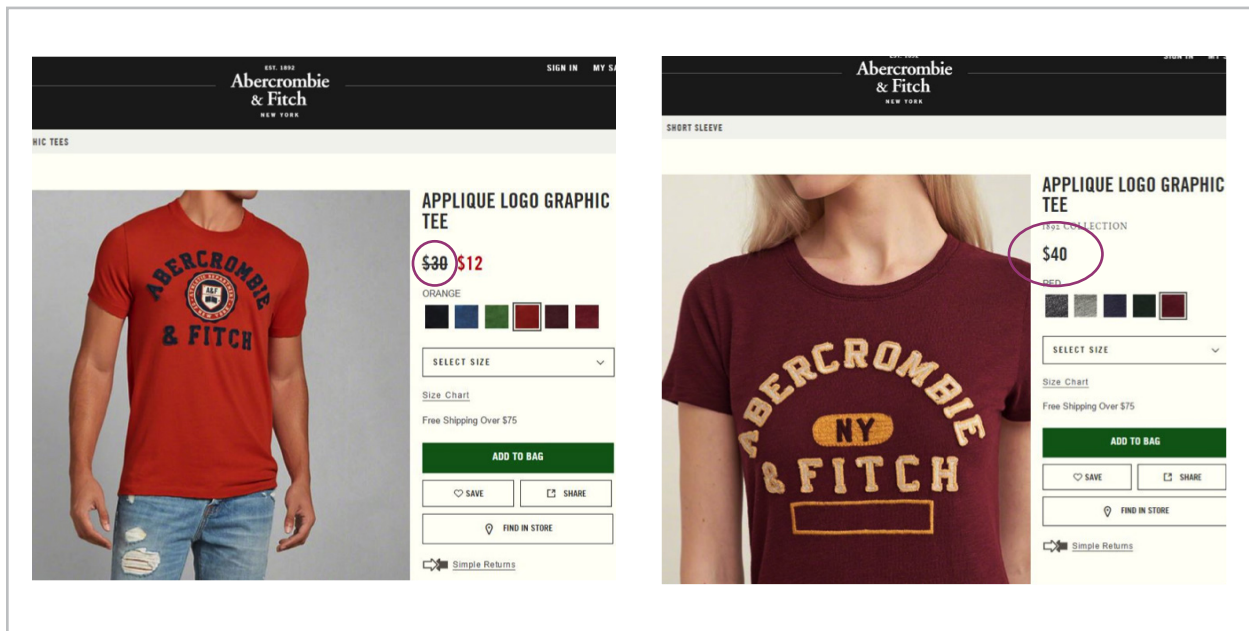 EST. 1892
Abercrombie
& Fitch
NEW YORK
SIGN IN MY SA
HIC TEES
ABERCROMBIE
A&F
& FITCH
APPLIQUE LOGO GRAPHIC
TEE
$30 $12
ORANGE
SELECT SIZE
Size Chart
Free Shipping Over $75
ADD TO BAG
SAVE
SHARE
FIND IN STORE
Simple Returns
Abercrombie
& Fitch
NEW YORK
SHORT SLEEVE
ABERCROMBIE
NY
& FITCH
APPLIQUE LOGO GRAPHIC
TEE
1892 COLLECTION
$40
RED
SELECT SIZE
Size Chart
Free Shipping Over $75
ADD TO BAG
SAVE
SHARE
FIND IN STORE
Simple Returns